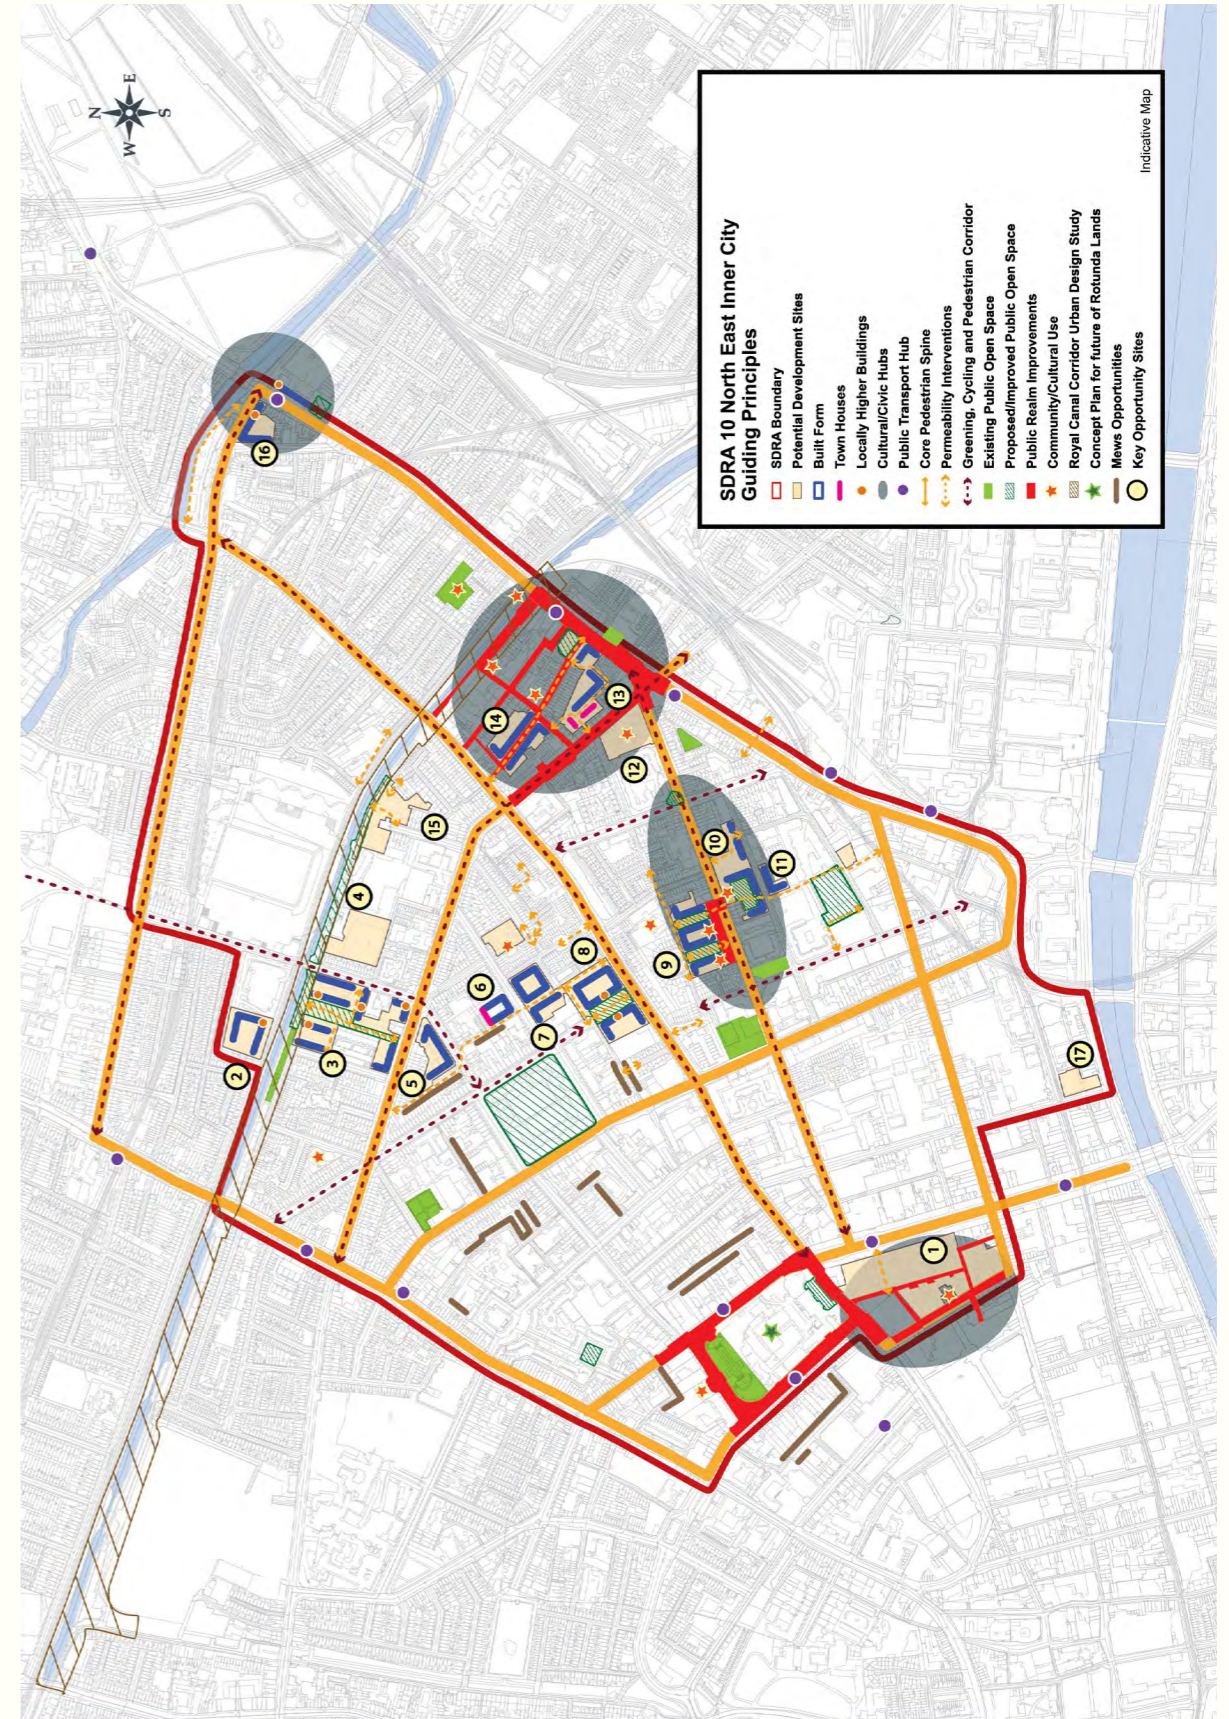 N
W E
S
SDRA 10 North East Inner City
Guiding Principles
SDRA Boundary
Potential Development Sites
Built Form
Town Houses
Locally Higher Buildings
Cultural/Civic Hubs
Public Transport Hub
Core Pedestrian Spine
Permeability Interventions
Greening, Cycling and Pedestrian Corridor
Existing Public Open Space
Proposed/Improved Public Open Space
Public Realm Improvements
Community/Cultural Use
Royal Canal Corridor Urban Design Study
Concept Plan for future of Rotunda Lands
Mews Opportunities
Key Opportunity Sites
Indicative Map
1
2
3
4
5
6
7
8
9
10
11
12
13
14
15
16
17